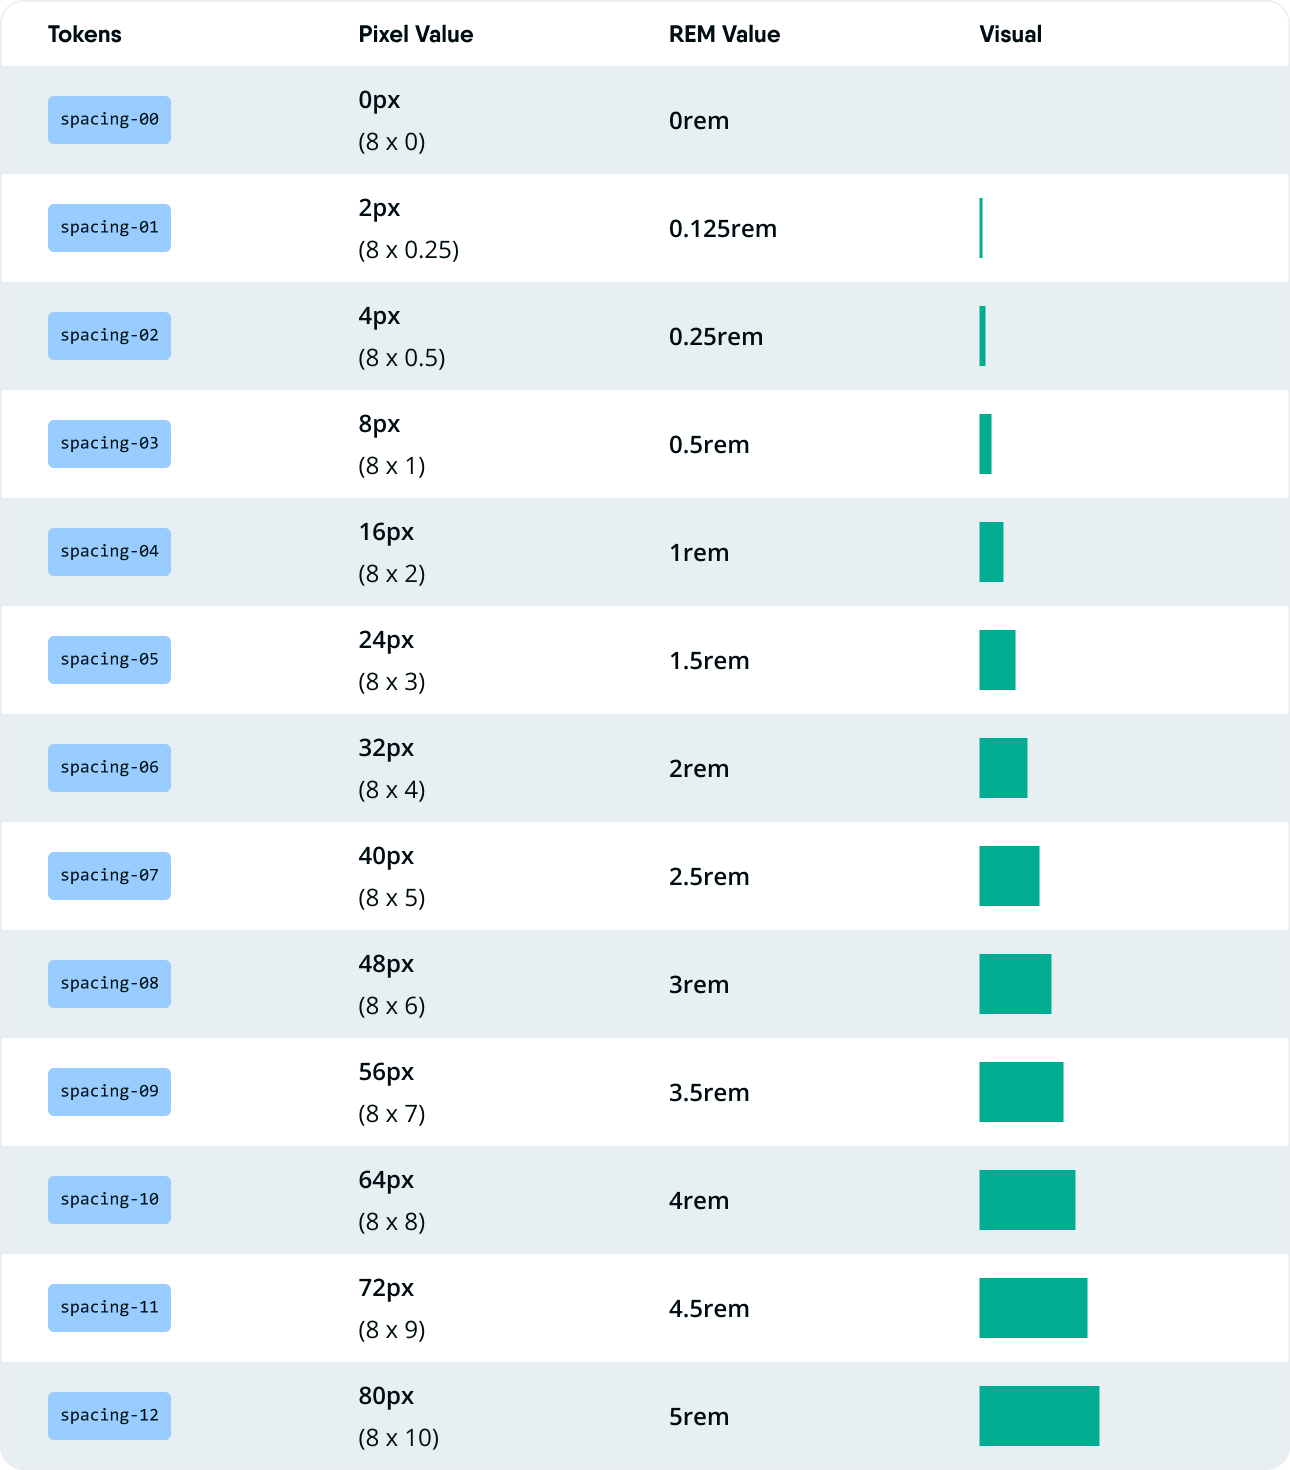 Tokens Pixel Value REM Value Visual
spacing-00 0px 0rem
(8 x 0)
spacing-01 2px 0.125rem
(8 x 0.25)
spacing-02 4px 0.25rem
(8 x 0.5)
spacing-03 8px 0.5rem
(8 x 1)
spacing-04 16px 1rem
(8 x 2)
spacing-05 24px 1.5rem
(8 x 3)
spacing-06 32px 2rem
(8 x 4)
spacing-07 40px 2.5rem
(8 x 5)
spacing-08 48px 3rem
(8 x 6)
spacing-09 56px 3.5rem
(8 x 7)
spacing-10 64px 4rem
(8 x 8)
spacing-11 72px 4.5rem
(8 x 9)
spacing-12 80px 5rem
(8 x 10)